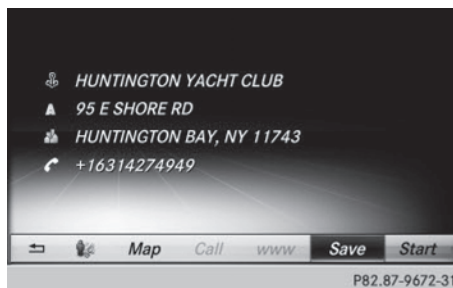 HUNTINGTON YACHT CLUB
95 E SHORE RD
HUNTINGTON BAY, NY 11743
+16314274949
Map Call www Save Start
P82.87-9672-31